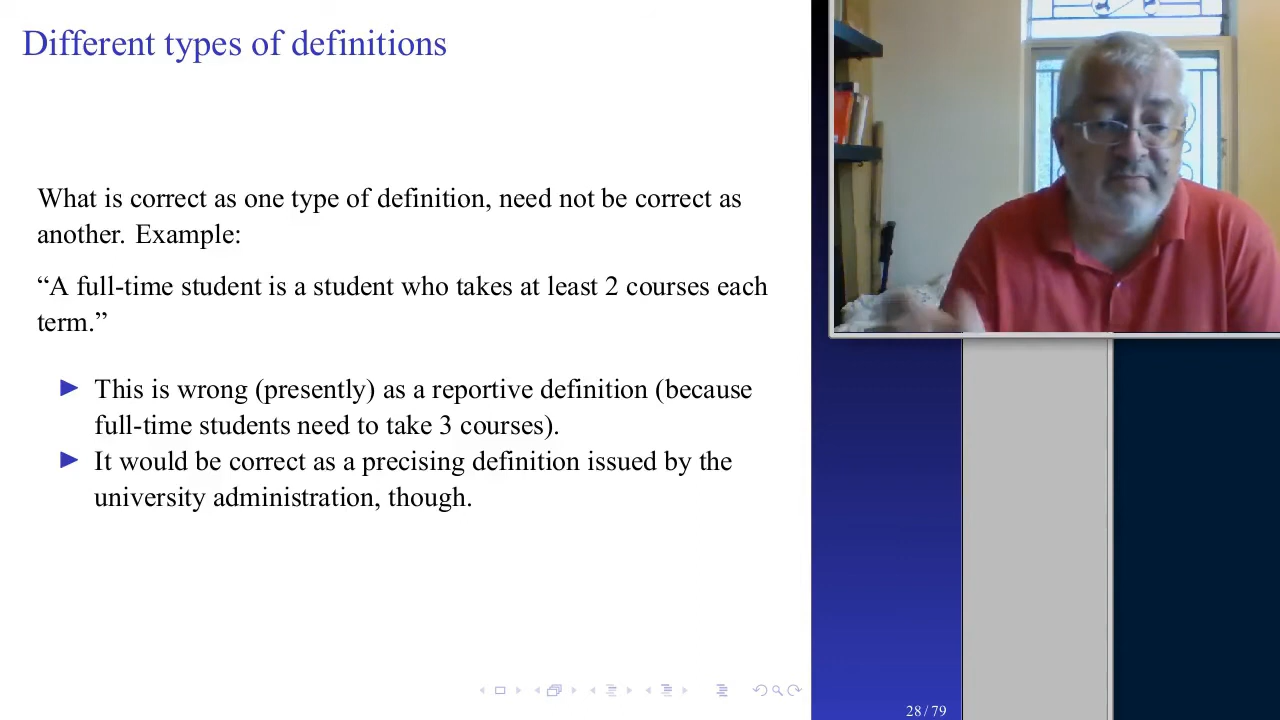 Different types of definitions
What is correct as one type of definition, need not be correct as
another. Example:
“A full-time student is a student who takes at least 2 courses each
term.”
This is wrong (presently) as a reportive definition (because
full-time students need to take 3 courses).
It would be correct as a precising definition issued by the
university administration, though.
28 / 79